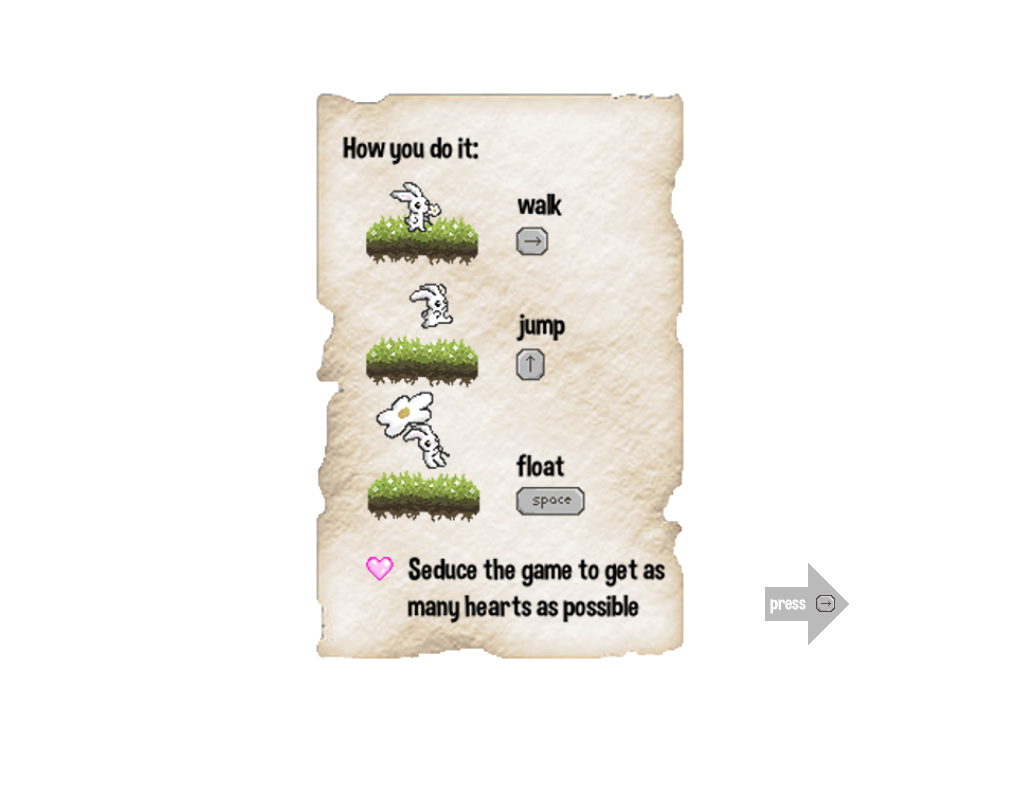 How you do it:
walk
→
jump
↑
float
space
Seduce the game to get as
many hearts as possible
press →